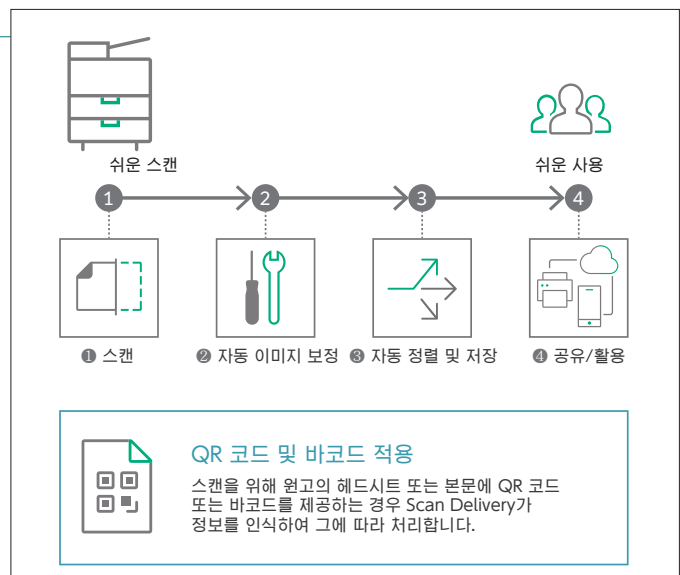 쉬운 스캔
쉬운 사용
1
2
3
4
❶ 스캔
❷ 자동 이미지 보정
❸ 자동 정렬 및 저장
❹ 공유/활용
QR 코드 및 바코드 적용
스캔을 위해 원고의 헤드시트 또는 본문에 QR 코드
또는 바코드를 제공하는 경우 Scan Delivery가
정보를 인식하여 그에 따라 처리합니다.